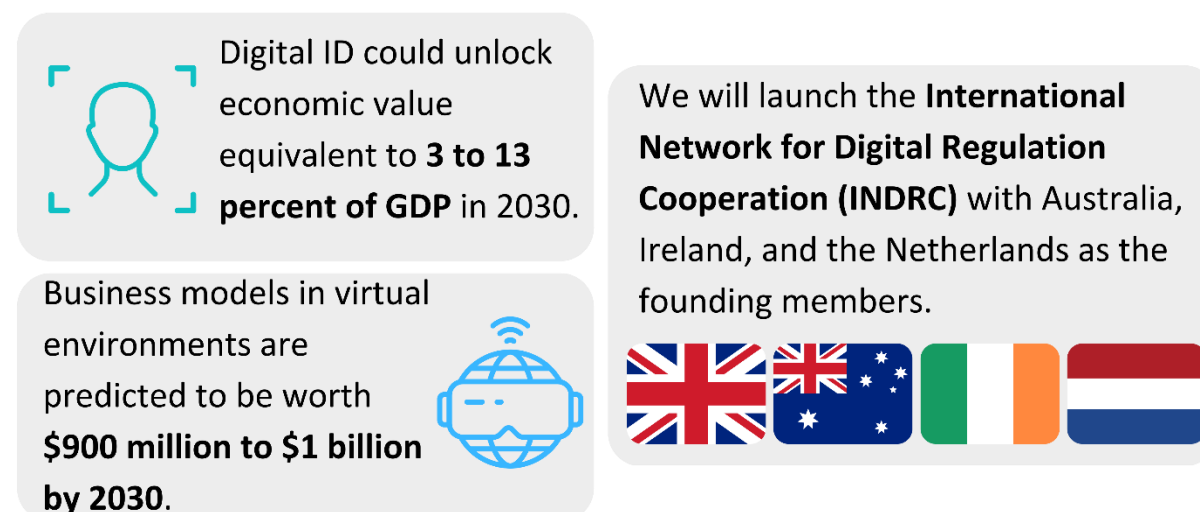 Digital ID could unlock
economic value
equivalent to 3 to 13
percent of GDP in 2030.
Business models in virtual
environments are
predicted to be worth
$900 million to $1 billion
by 2030.
We will launch the International
Network for Digital Regulation
Cooperation (INDRC) with Australia,
Ireland, and the Netherlands as the
founding members.